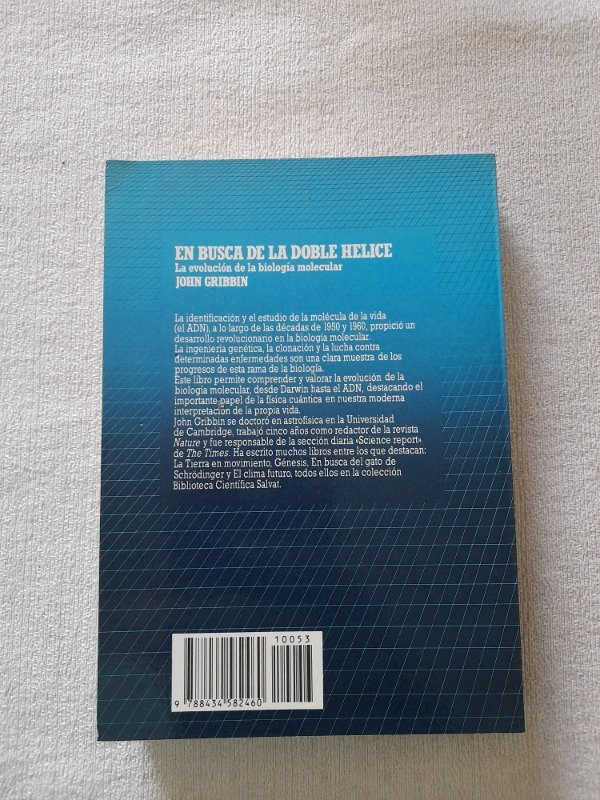 EN BUSCA DE LA DOBLE HELICE
La evolución de la biología molecular
JOHN GRIBBIN
La identificación y el estudio de la molécula de la vida
(el ADN), a lo largo de las décadas de 1950 y 1960, propició un
desarrollo revolucionario en la biología molecular.
La ingeniería genética, la clonación y la lucha contra
determinadas enfermedades son una clara muestra de los
progresos de esta rama de la biología.
Este libro permite comprender y valorar la evolución de la
biología molecular, desde Darwin hasta el ADN, destacando el
importante papel de la física cuántica en nuestra moderna
interpretación de la propia vida.
John Gribbin se doctoró en astrofísica en la Universidad
de Cambridge, trabajó cinco años como redactor de la revista
Nature y fue responsable de la sección diaria «Science report»
de The Times. Ha escrito muchos libros entre los que destacan:
La Tierra en movimiento, Génesis, En busca del gato de
Schrödinger y El clima futuro, todos ellos en la colección
Biblioteca Científica Salvat.
10053
9 788434 582460